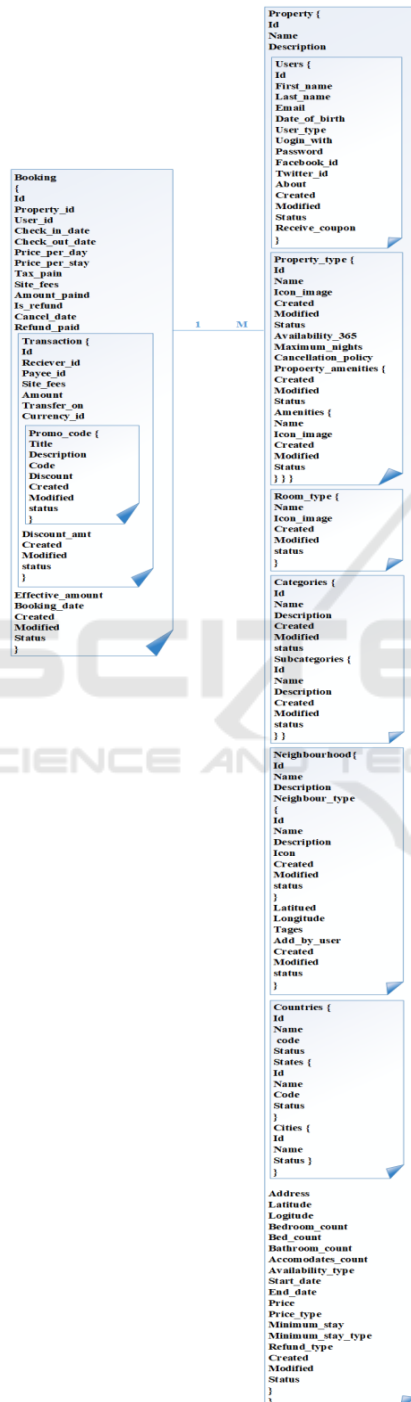 Booking
{
Id
Property_id
User_id
Check_in_date
Check_out_date
Price_per_day
Price_per_stay
Tax_pain
Site_fees
Amount_paind
Is_refund
Cancel_date
Refund_paid
Transaction {
Id
Reciever_id
Payee_id
Site_fees
Amount
Transfer_on
Currency_id
Promo_code {
Title
Description
Code
Discount
Created
Modified
status
}
Discount_amt
Created
Modified
status
}
Effective_amount
Booking_date
Created
Modified
Status
}
1 M
Property {
Id
Name
Description
Users {
Id
First_name
Last_name
Email
Date_of_birth
User_type
Uogin_with
Password
Facebook_id
Twitter_id
About
Created
Modified
Status
Receive_coupon
}
Property_type {
Id
Name
Icon_image
Created
Modified
Status
Availability_365
Maximum_nights
Cancellation_policy
Propoerty_amenities {
Created
Modified
Status
Amenities {
Name
Icon_image
Created
Modified
Status
} } }
Room_type {
Name
Icon_image
Created
Modified
status
}
Categories {
Id
Name
Description
Created
Modified
status
Subcategories {
Id
Name
Description
Created
Modified
status
} }
Neighbourhood{
Id
Name
Description
Neighbour_type
{
Id
Name
Description
Icon
Created
Modified
status
}
Latitued
Longitude
Tages
Add_by_user
Created
Modified
status
}
Countries {
Id
Name
code
Status
States {
Id
Name
Code
Status
}
Cities {
Id
Name
Status }
}
Address
Latitude
Logitude
Bedroom_count
Bed_count
Bathroom_count
Accomodates_count
Availability_type
Start_date
End_date
Price
Price_type
Minimum_stay
Minimum_stay_type
Refund_type
Created
Modified
Status
}
}